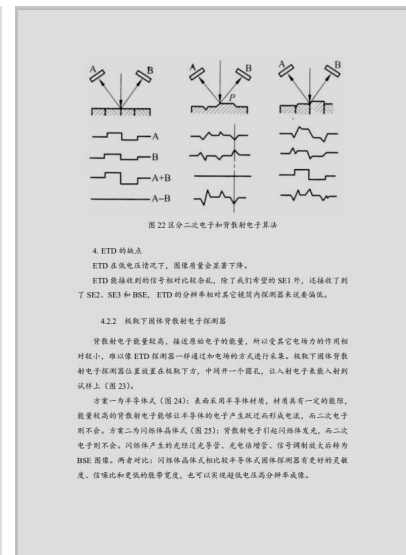 A B A B A B
P
A
B
A+B
A−B
图 22 区分二次电子和背散射电子算法
4. ETD 的缺点
ETD 在低电压情况下，图像质量会显著下降。
ETD 能接收到的信号相对比较杂乱，除了我们希望的 SE1 外，还接收到
了 SE2、SE3 和 BSE， ETD 的分辨率相对其它镜筒内探测器来说要偏低。
4.2.2 极靴下固体背散射电子探测器
背散射电子能量较高，接近原始电子的能量，所以受其它电场力的作用相
对较小，难以像 ETD 探测器一样通过加电场的方式进行采集。极靴下固体背散
射电子探测器位置放置在极靴下方，中间开一个圆孔，让入射电子束能入射到
试样上（图 23）。
方案一为半导体式（图 24）：表面采用半导体材质，材质具有一定的能隙，
能量较高的背散射电子能够让半导体的电子产生跃迁而形成电流，而二次电子
则不会。方案二为闪烁体晶体式（图 25）：背散射电子引起闪烁体发光，而二次
电子则不会。闪烁体产生的光经过光导管、光电倍增管、信号调制放大后转为
BSE 图像。两者对比：闪烁体晶体式相比较半导体式固体探测器有更好的灵敏
度、信噪比和更低的能带宽度，也可以实现超低电压高分辨率成像。